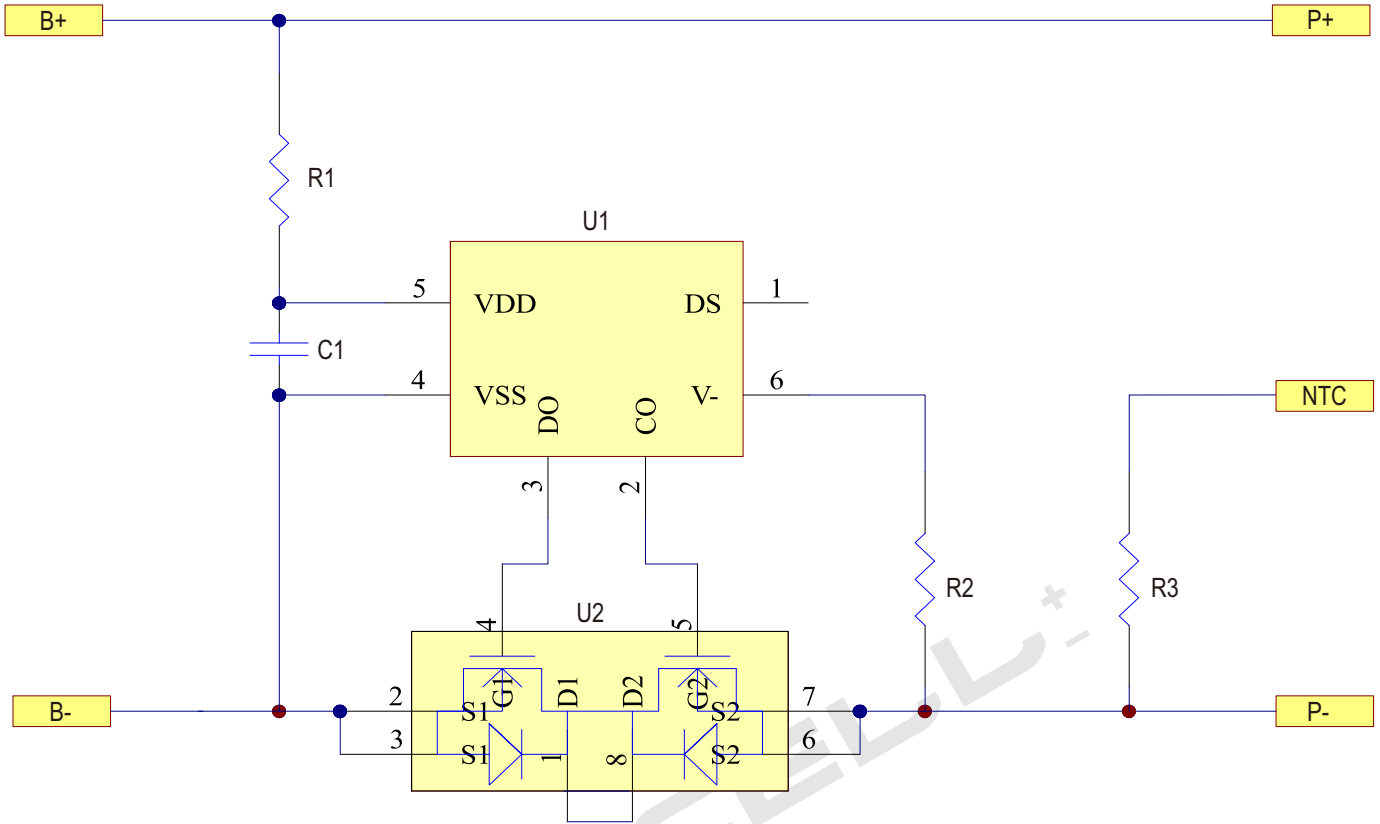 B+
P+
R1
U1
5
VDD
DS
1
C1
4
VSS
DO
CO
V-
6
NTC
3
2
R2
R3
U2
4
5
B-
2
S1
G1
D1
D2
G2
S2
7
P-
3
S1
1
8
S2
6